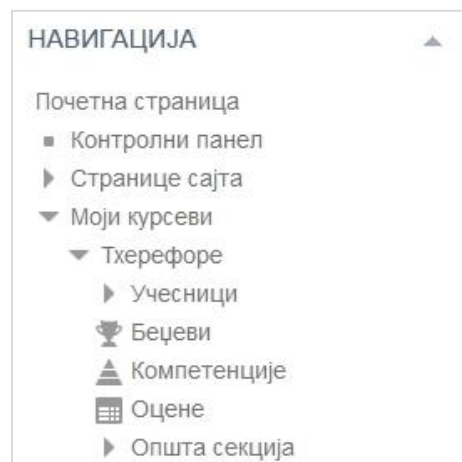 НАВИГАЦИЈА
Почетна страница
Контролни панел
Странице сајта
Моји курсеви
Тхерефоре
Учесници
Беџеви
Компетенције
Оцене
Општа секција